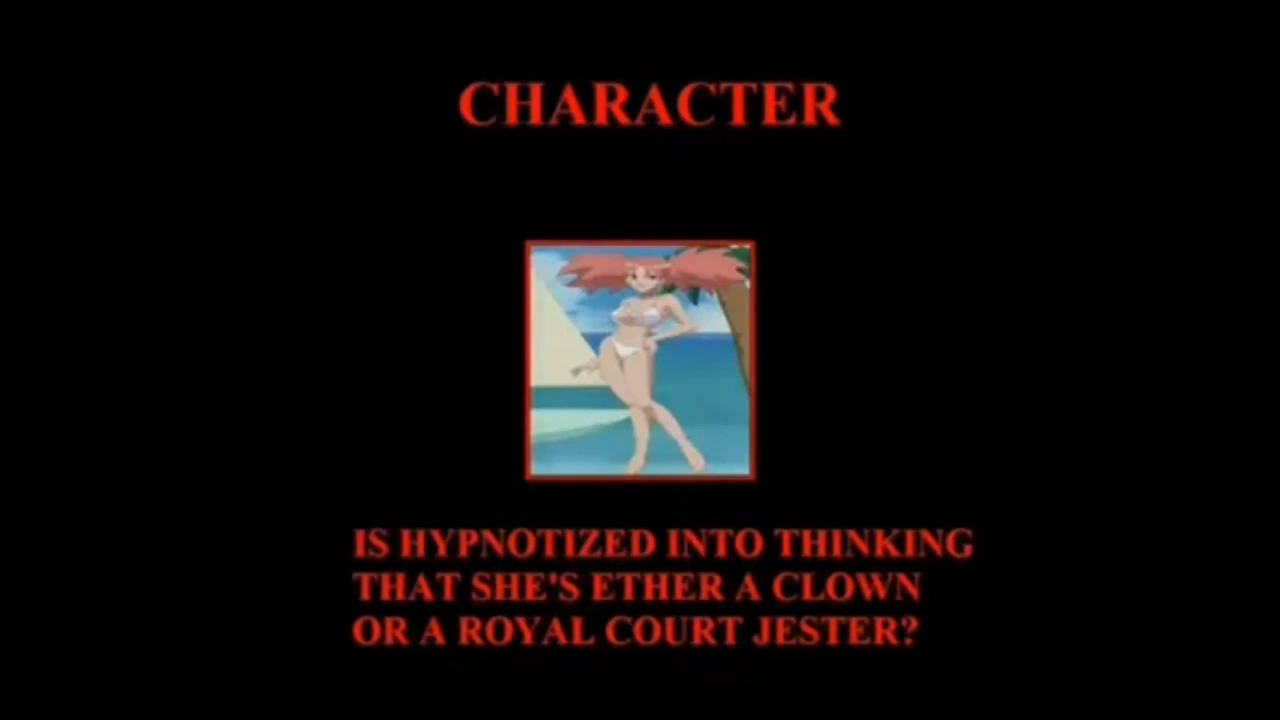 CHARACTER
IS HYPNOTIZED INTO THINKING
THAT SHE'S ETHER A CLOWN
OR A ROYAL COURT JESTER?